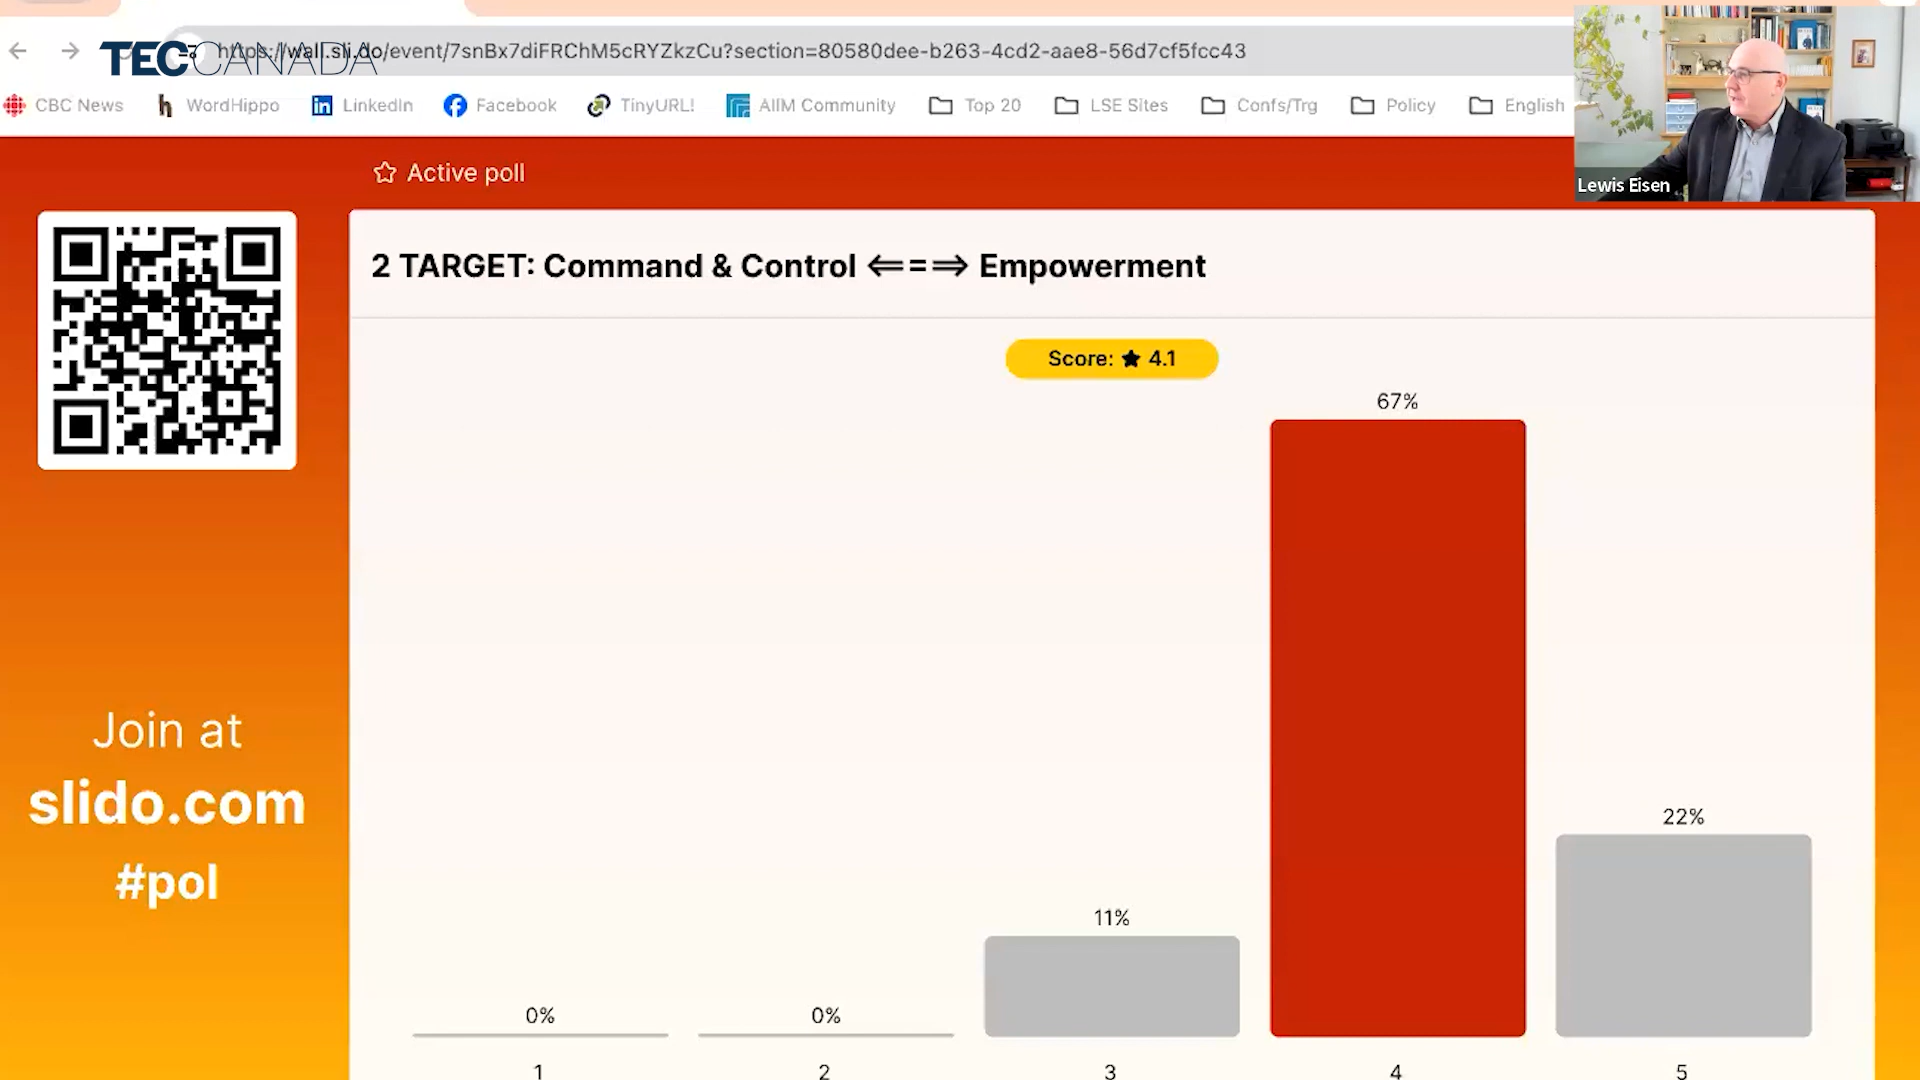 TEC CANADA
https://wall.sli.do/event/7snBx7diFRChM5cRYZkzCu?section=80580dee-b263-4cd2-aae8-56d7cf5fcc43
CBC News WordHippo LinkedIn Facebook TinyURL! AIIM Community Top 20 LSE Sites Confs/Trg Policy English
Lewis Eisen
Active poll
2 TARGET: Command & Control <==> Empowerment
Score: ★ 4.1
67%
22%
11%
0% 0%
1 2 3 4 5
Join at
slido.com
#pol